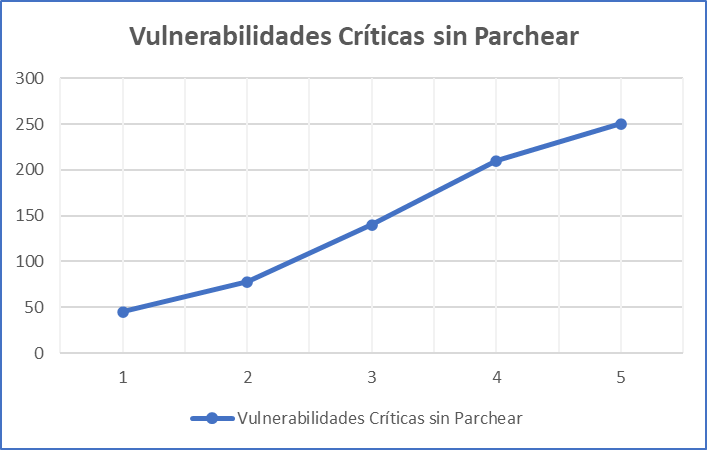 Vulnerabilidades Críticas sin Parchear
300
250
200
150
100
50
0
1 2 3 4 5
Vulnerabilidades Críticas sin Parchear